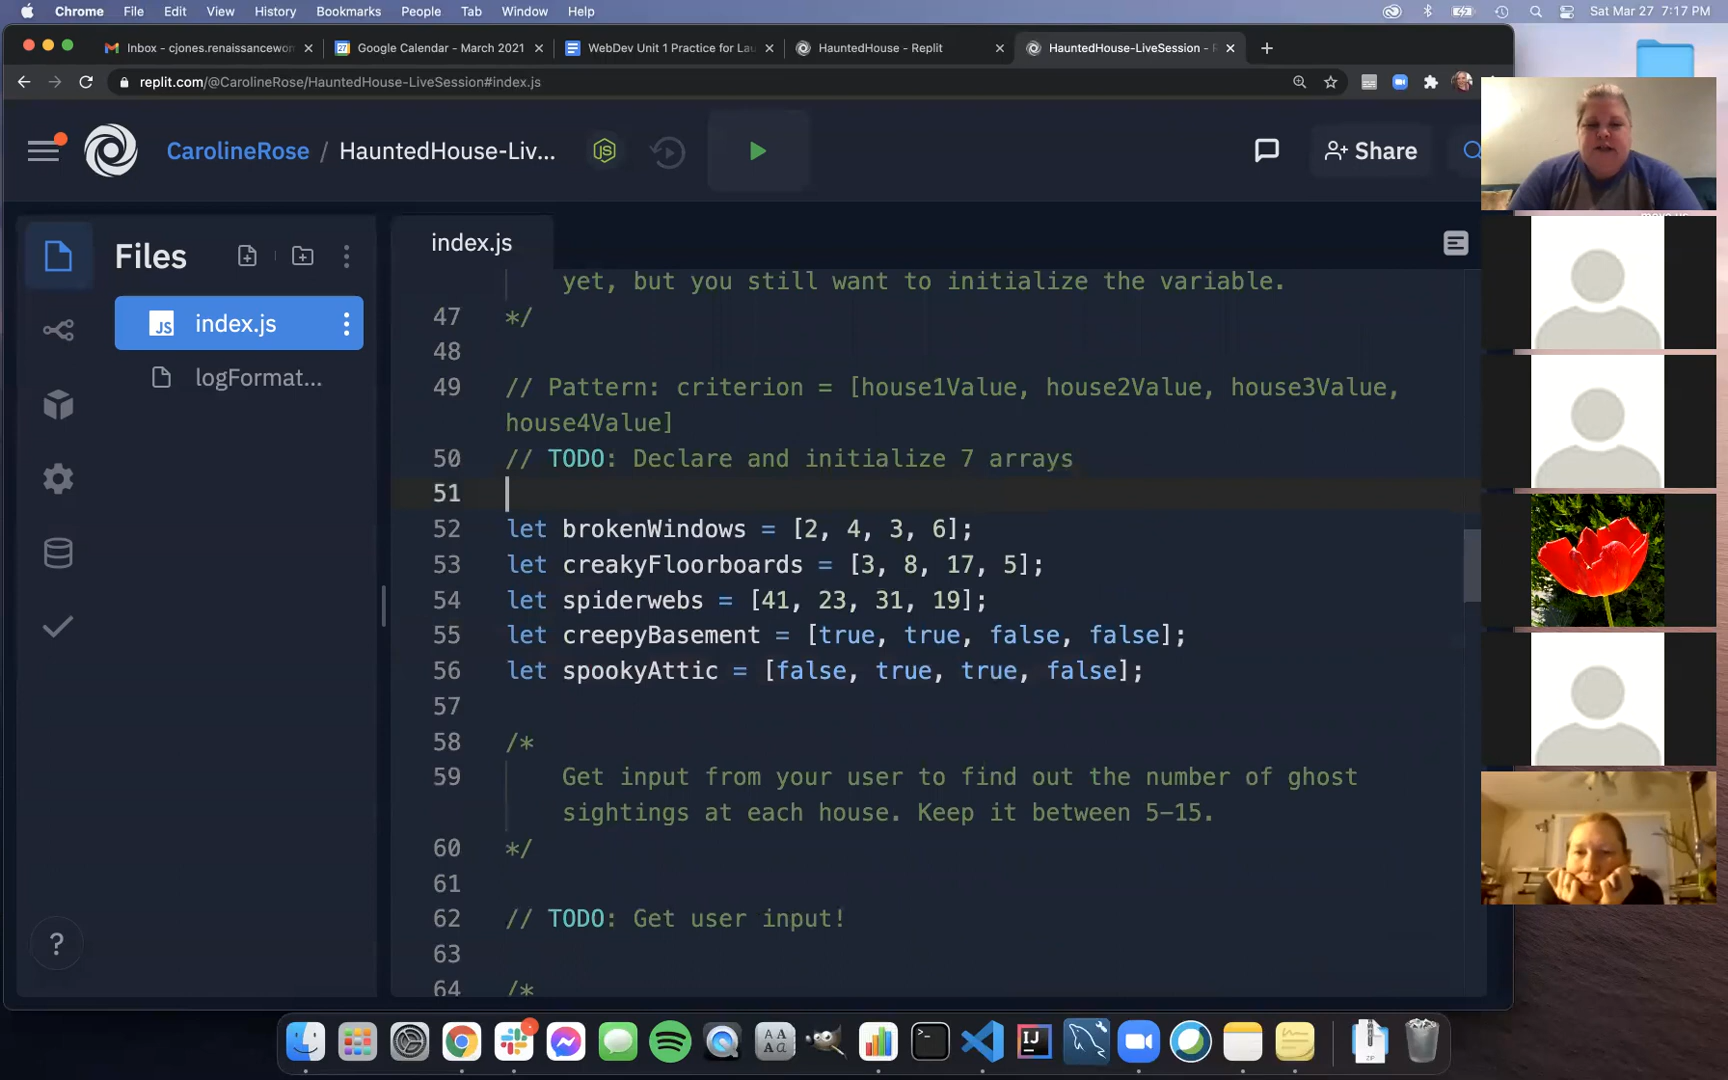 Chrome File Edit View History Bookmarks People Tab Window Help Sat Mar 27 7:17 PM
Inbox - cjones.renaissancewon Google Calendar - March 2021 WebDev Unit 1 Practice for Lau HauntedHouse - Replit HauntedHouse-LiveSession - R
replit.com/@CarolineRose/HauntedHouse-LiveSession#index.js
CarolineRose / HauntedHouse-Liv... Share
Files
index.js
logFormat...
index.js
yet, but you still want to initialize the variable.
47 */
48
49 // Pattern: criterion = [house1Value, house2Value, house3Value,
house4Value]
50 // TODO: Declare and initialize 7 arrays
51
52 let brokenWindows = [2, 4, 3, 6];
53 let creakyFloorboards = [3, 8, 17, 5];
54 let spiderwebs = [41, 23, 31, 19];
55 let creepyBasement = [true, true, false, false];
56 let spookyAttic = [false, true, true, false];
57
58 /*
59 Get input from your user to find out the number of ghost
sightings at each house. Keep it between 5-15.
60 */
61
62 // TODO: Get user input!
63
64 /*